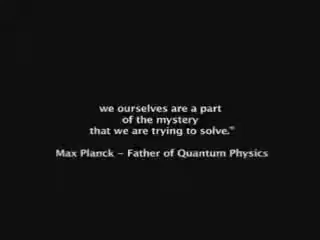 we ourselves are a part
of the mystery
that we are trying to solve."
Max Planck - Father of Quantum Physics